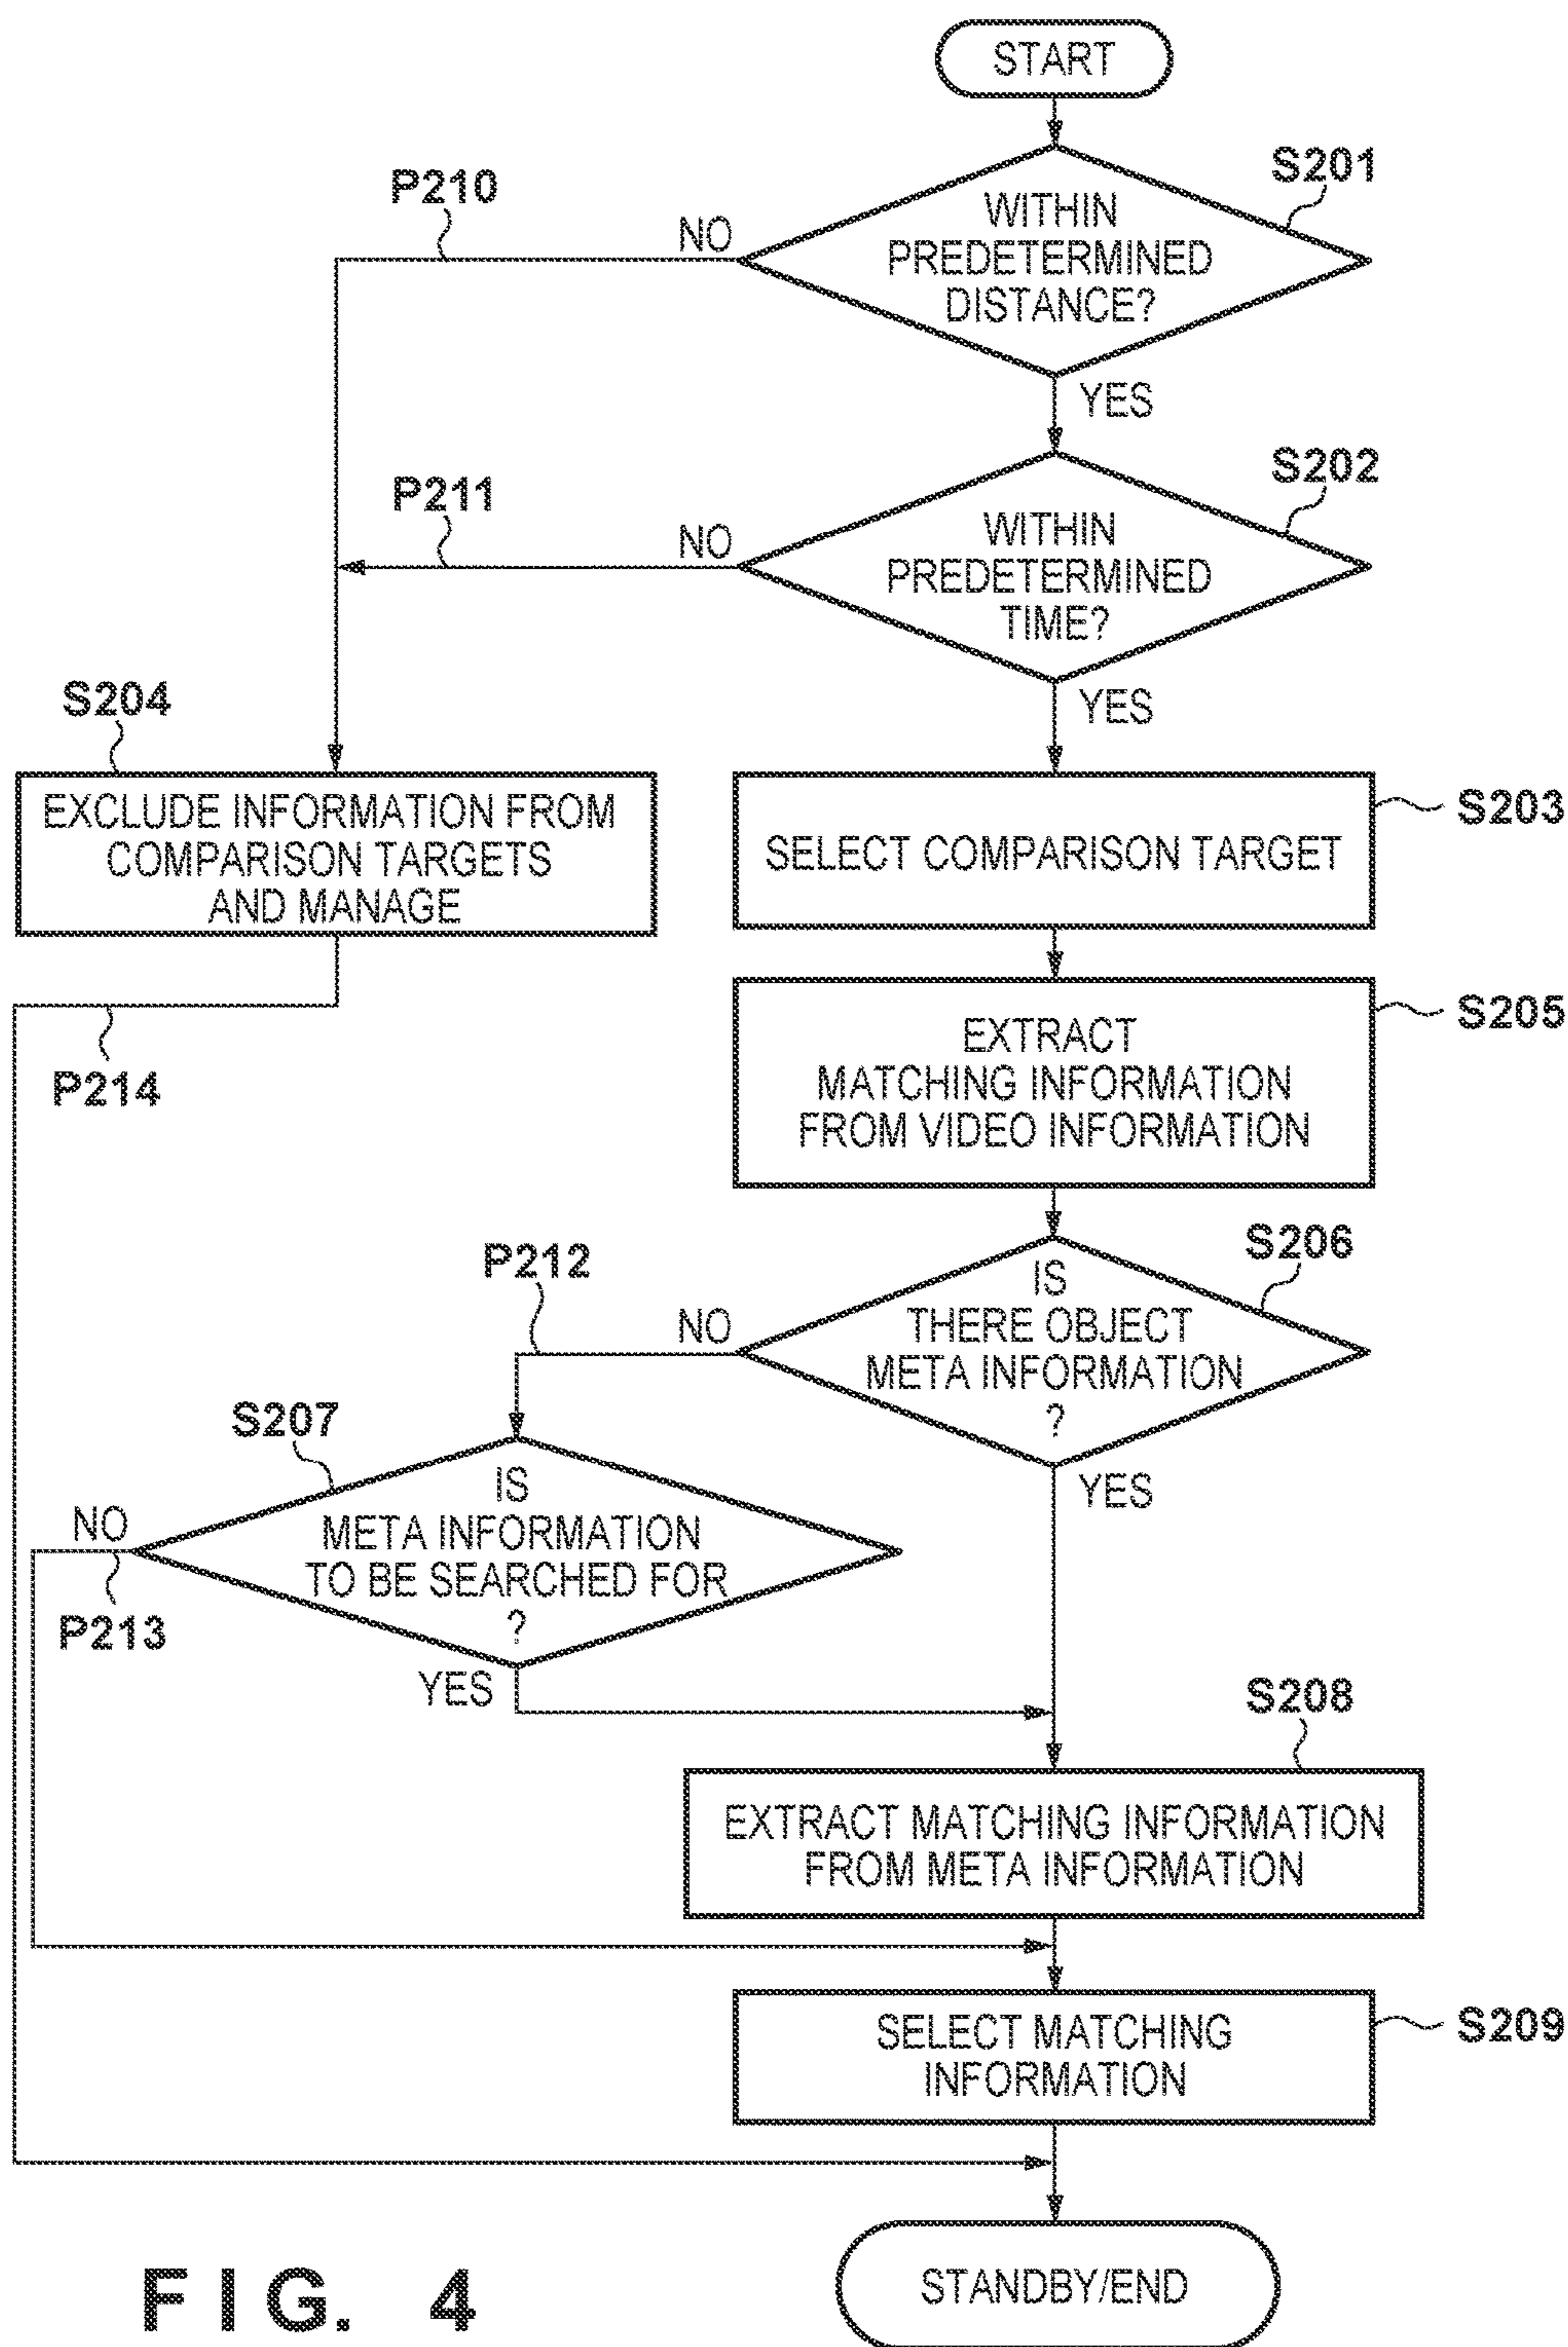 START
S201
P210
NO
WITHIN
PREDETERMINED
DISTANCE?
YES
S202
P211
NO
WITHIN
PREDETERMINED
TIME?
YES
S204
EXCLUDE INFORMATION FROM
COMPARISON TARGETS
AND MANAGE
S203
SELECT COMPARISON TARGET
P214
S205
EXTRACT
MATCHING INFORMATION
FROM VIDEO INFORMATION
P212
S206
NO
IS
THERE OBJECT
META INFORMATION
?
YES
S207
NO
IS
META INFORMATION
TO BE SEARCHED FOR
?
P213
YES
S208
EXTRACT MATCHING INFORMATION
FROM META INFORMATION
S209
SELECT MATCHING
INFORMATION
STANDBY/END
FIG. 4